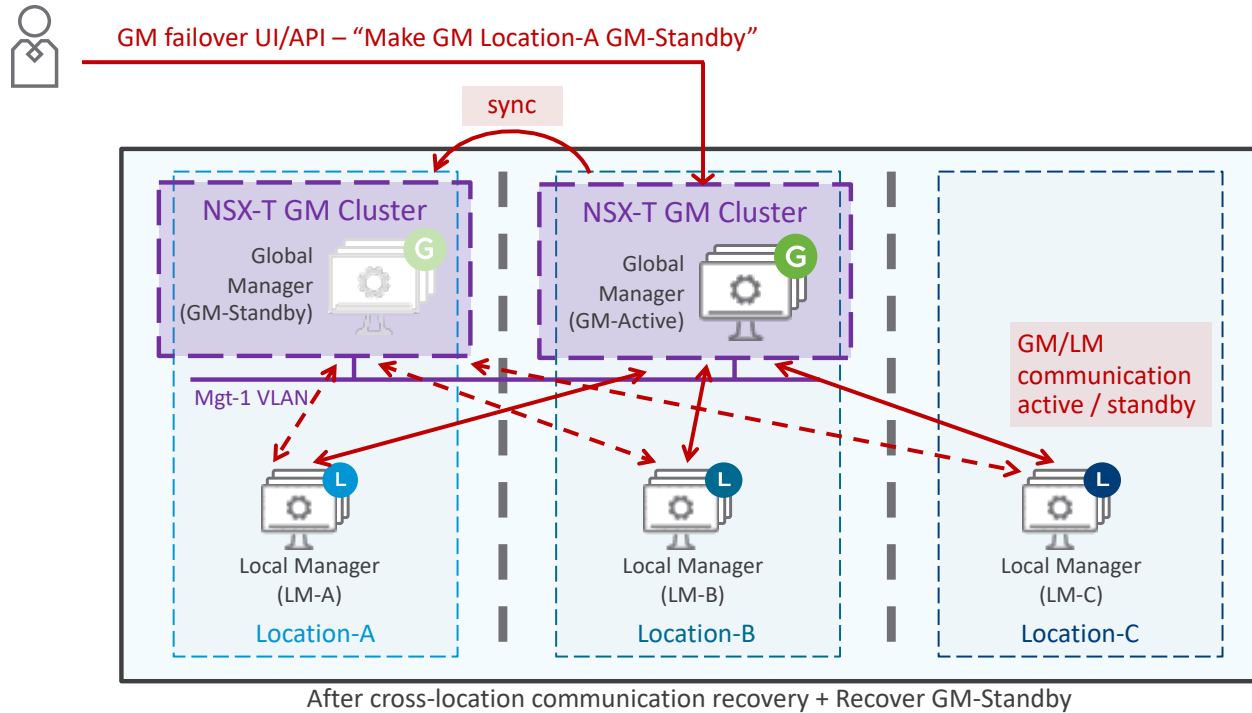 GM failover UI/API – “Make GM Location-A GM-Standby”
sync
NSX-T GM Cluster
Global
Manager
(GM-Standby)
G
NSX-T GM Cluster
Global
Manager
(GM-Active)
G
GM/LM
communication
active / standby
Mgt-1 VLAN
L
Local Manager
(LM-A)
Location-A
L
Local Manager
(LM-B)
Location-B
L
Local Manager
(LM-C)
Location-C
After cross-location communication recovery + Recover GM-Standby